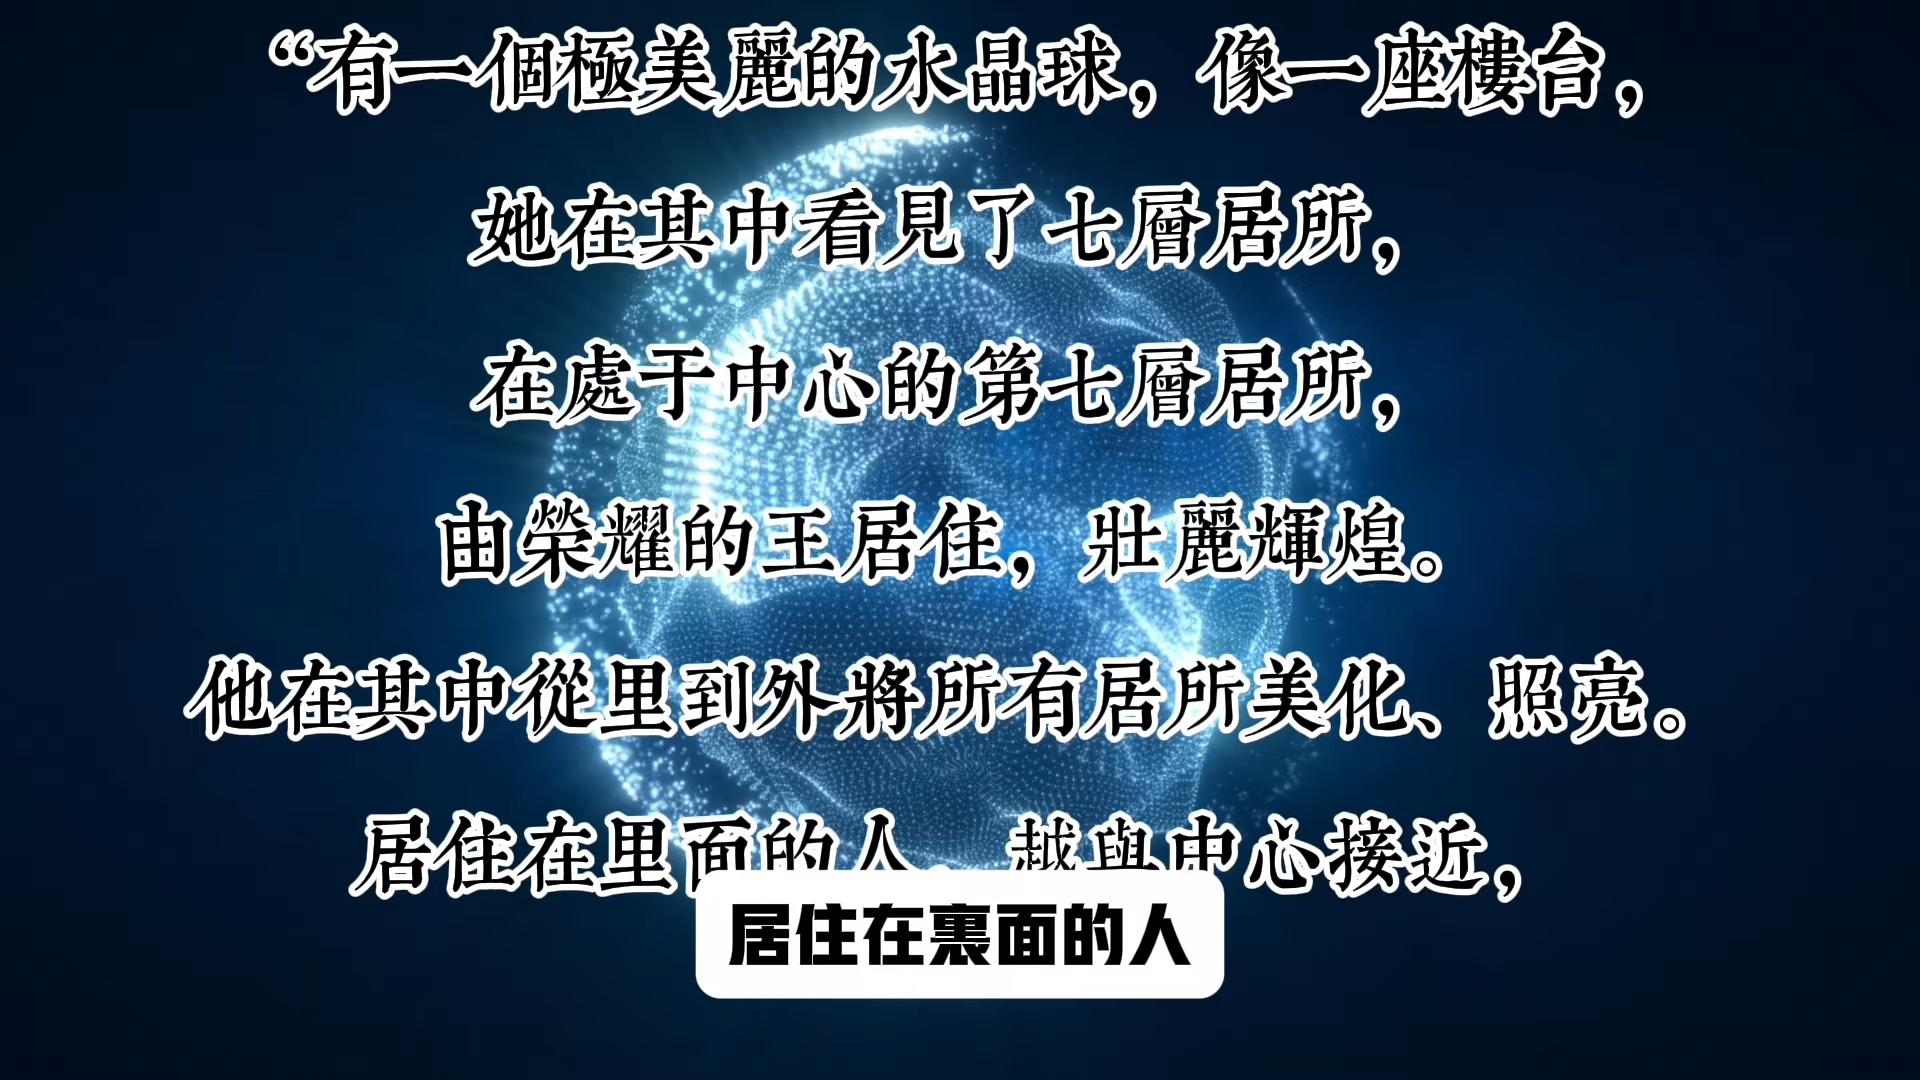 “有一個極美麗的水晶球，像一座樓台，
她在其中看見了七層居所，
在處于中心的第七層居所，
由榮耀的王居住，壯麗輝煌。
他在其中從里到外將所有居所美化、照亮。
居住在里面的人，越與中心接近，
居住在裏面的人